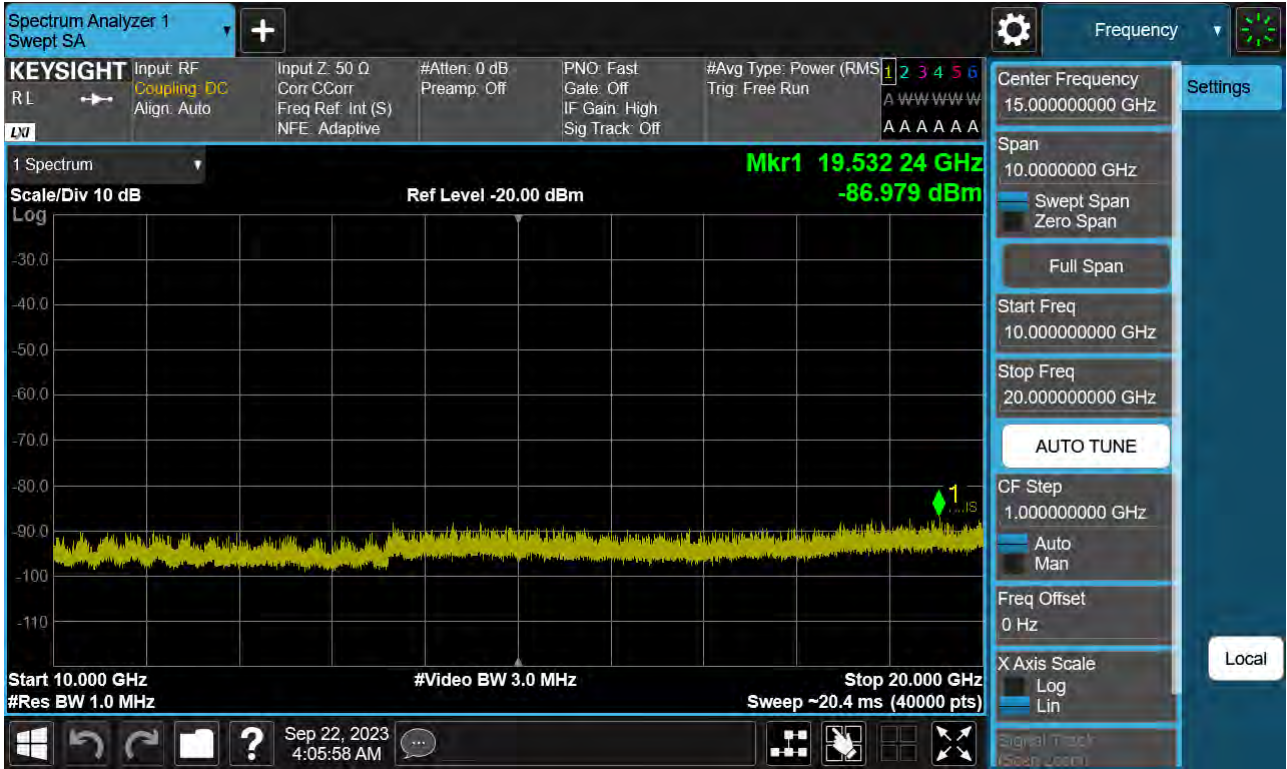 Spectrum Analyzer 1
Swept SA
+
Frequency
KEYSIGHT
R L
LXI
Input: RF
Coupling: DC
Align: Auto
Input Z: 50 Ω
Corr CCorr
Freq Ref: Int (S)
NFE: Adaptive
#Atten: 0 dB
Preamp: Off
PNO: Fast
Gate: Off
IF Gain: High
Sig Track: Off
#Avg Type: Power (RMS
Trig: Free Run
1 2 3 4 5 6
A W W W W W
A A A A A A
1 Spectrum
Scale/Div 10 dB
Log
Ref Level -20.00 dBm
Mkr1 19.532 24 GHz
-86.979 dBm
-30.0
-40.0
-50.0
-60.0
-70.0
-80.0
-90.0
-100
-110
1
Start 10.000 GHz
#Res BW 1.0 MHz
#Video BW 3.0 MHz
Stop 20.000 GHz
Sweep ~20.4 ms (40000 pts)
Center Frequency
15.000000000 GHz
Span
10.0000000 GHz
Swept Span
Zero Span
Full Span
Start Freq
10.000000000 GHz
Stop Freq
20.000000000 GHz
AUTO TUNE
CF Step
1.000000000 GHz
Auto
Man
Freq Offset
0 Hz
X Axis Scale
Log
Lin
Signal Track
(Span Zoom)
Settings
Local
?
Sep 22, 2023
4:05:58 AM